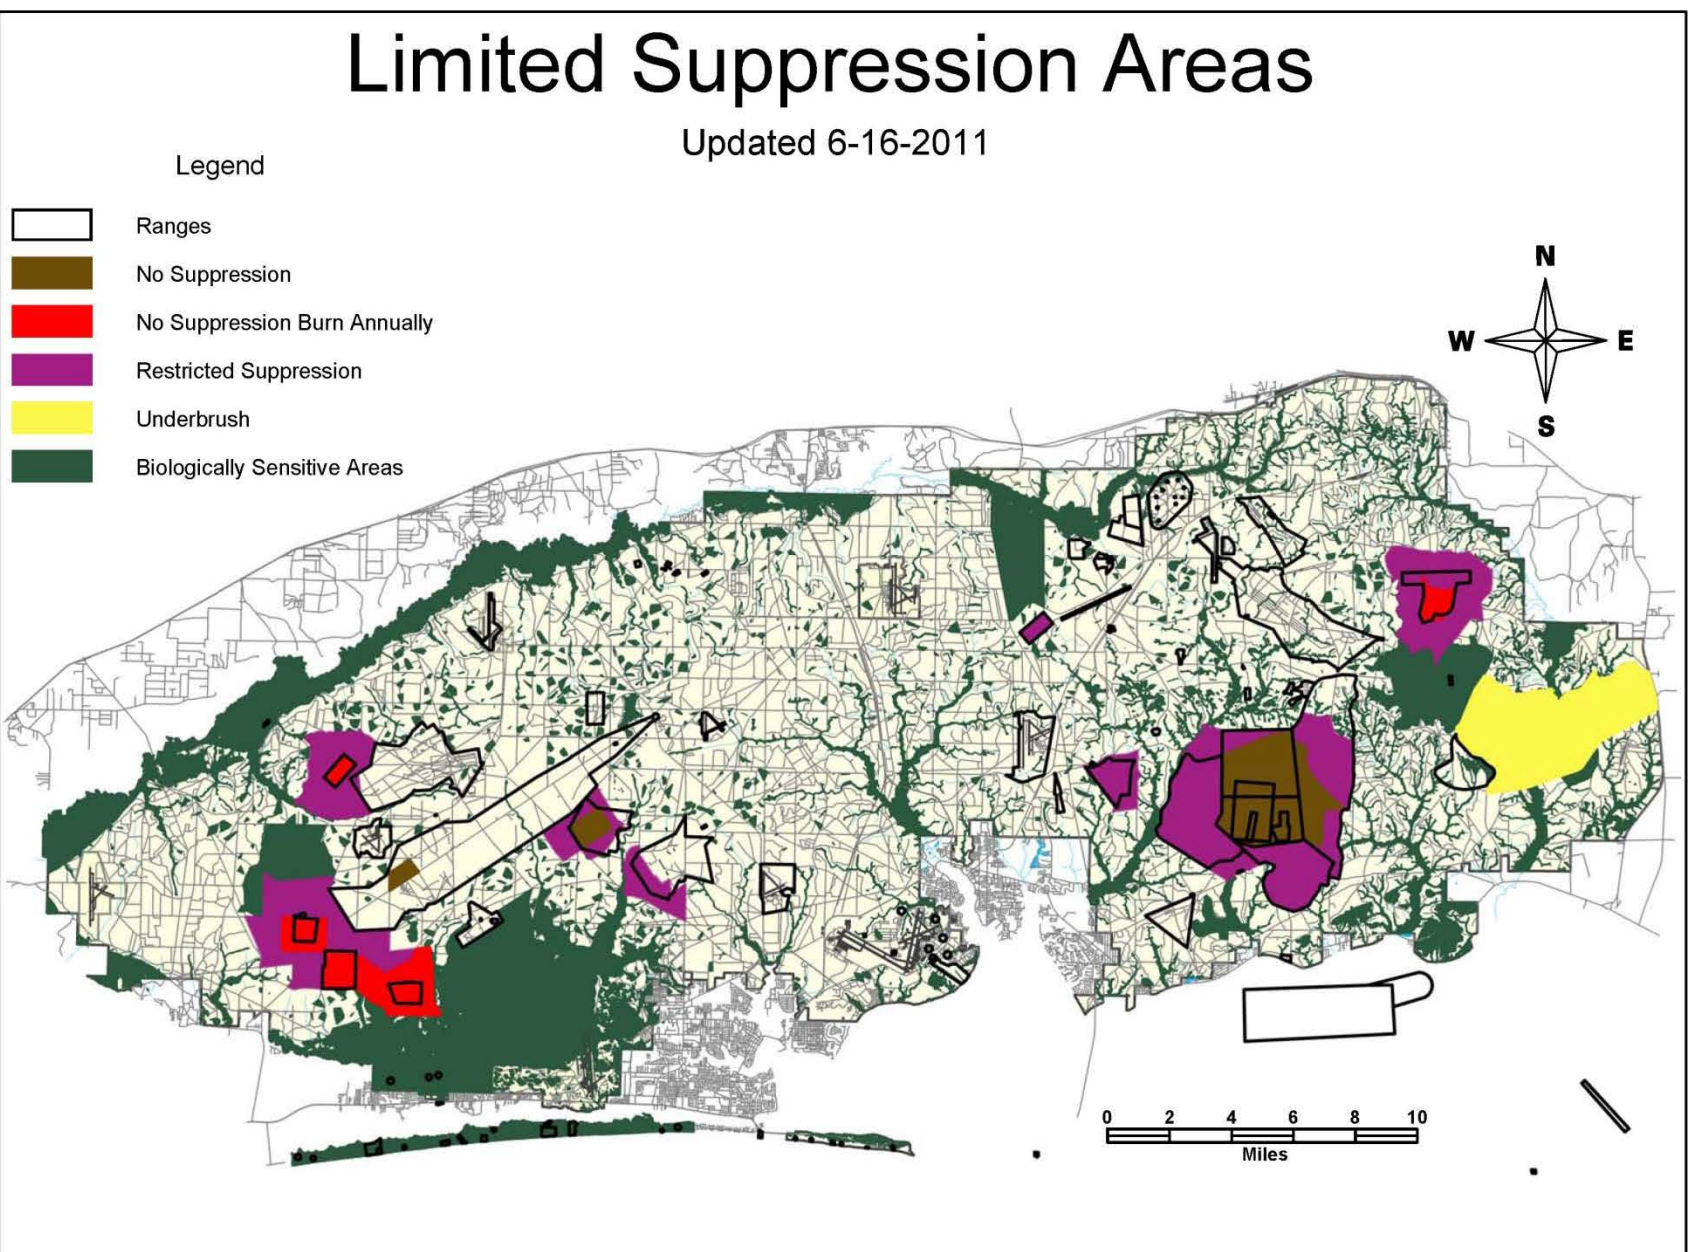 Limited Suppression Areas
Updated 6-16-2011
Legend
Ranges
No Suppression
No Suppression Burn Annually
Restricted Suppression
Underbrush
Biologically Sensitive Areas
N
W E
S
0 2 4 6 8 10
Miles